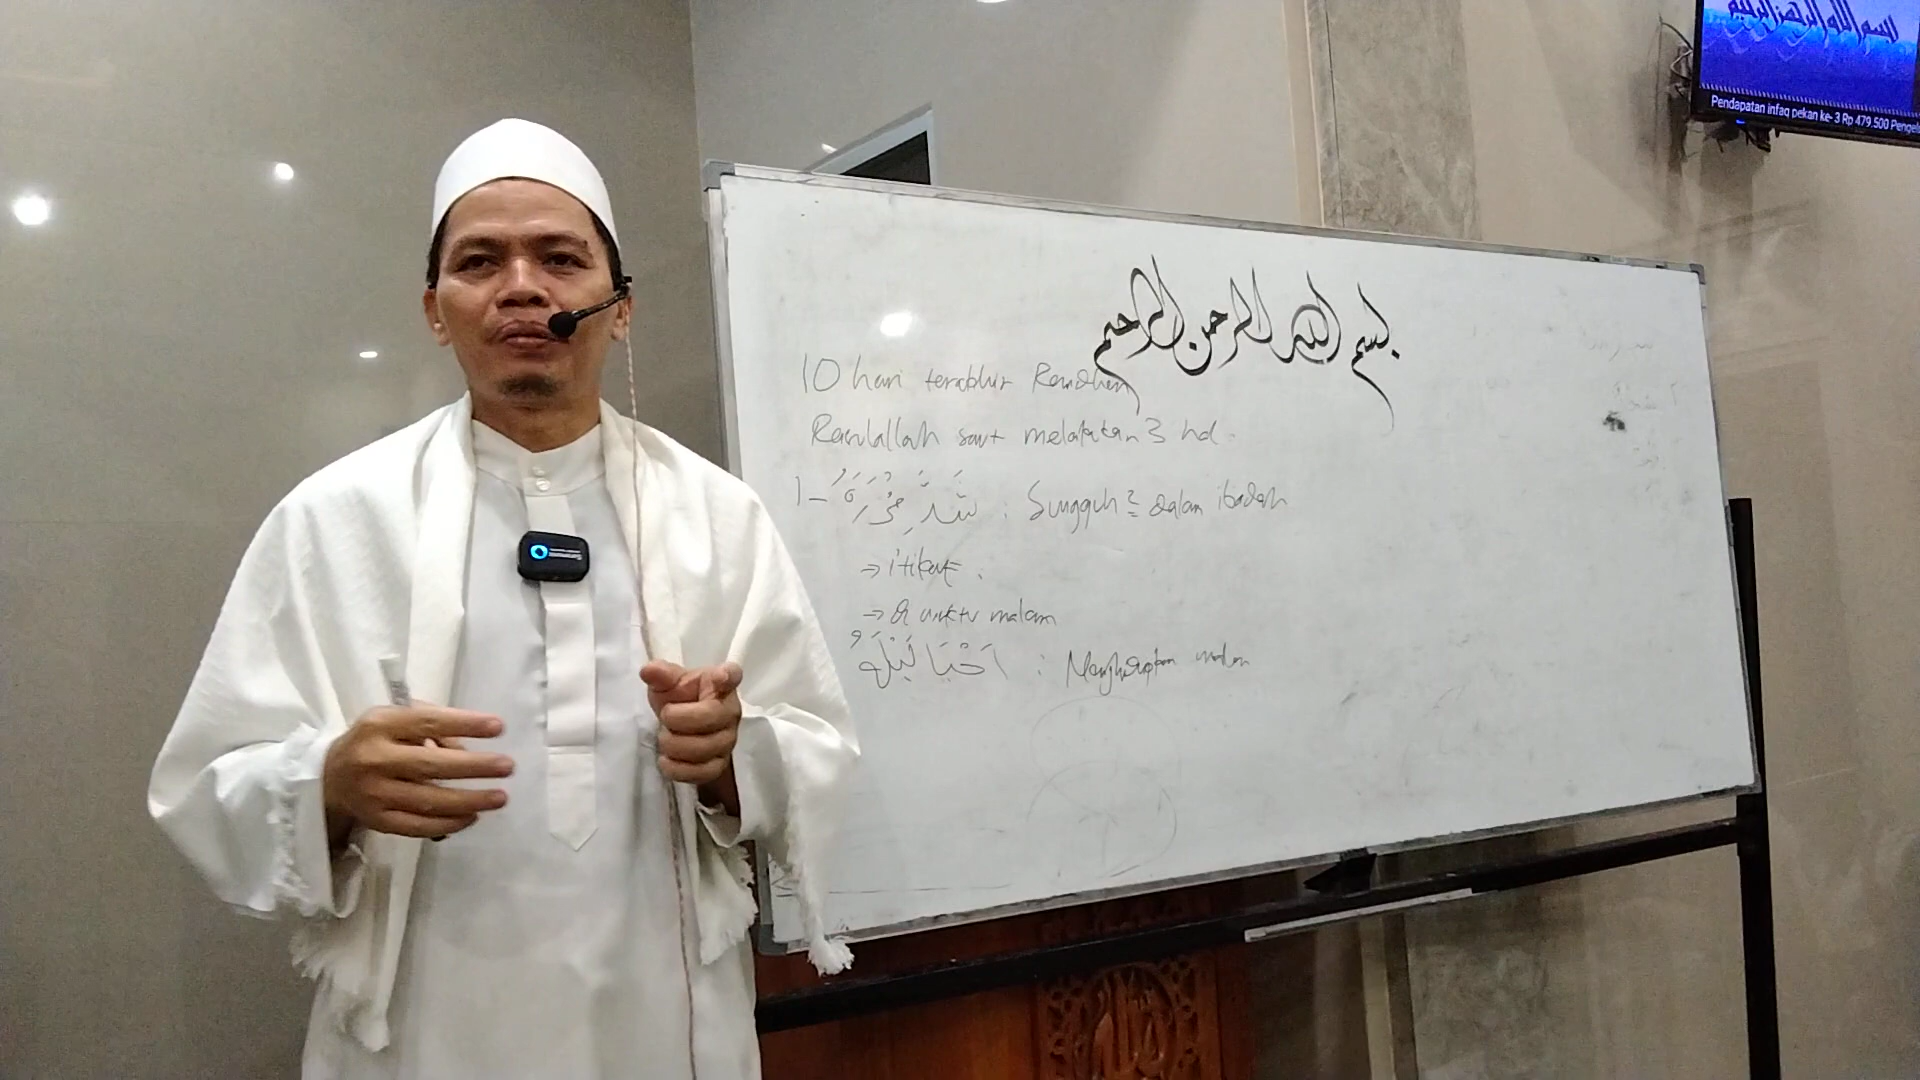 بسم الله الرحمن الرحيم
Pendapatan infaq pekan ke- 3 Rp 479.500
بسم الله الرحمن الرحيم
10 hari terakhir Ramadhan
Rasulallah saw melakukan 3 hal.
1- شَدَّ مِئْزَرَهُ : Sungguh2 dalam ibadah
→ i'tikaf.
→ di waktu malam
اَحْيَا لَيْلَهُ : Menghidupkan malam